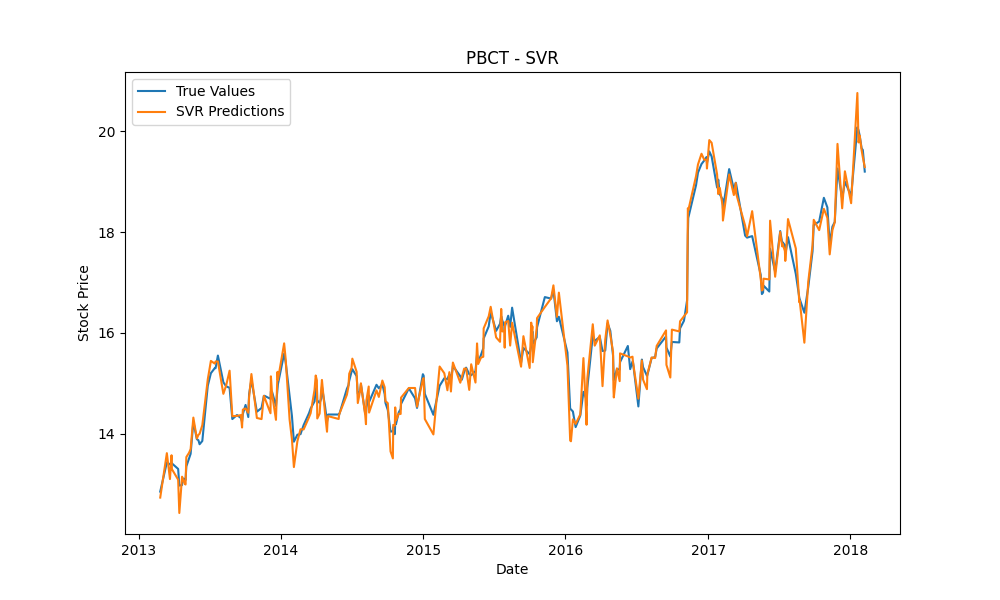 PBCT - SVR
True Values
SVR Predictions
Stock Price
20
18
16
14
2013 2014 2015 2016 2017 2018
Date